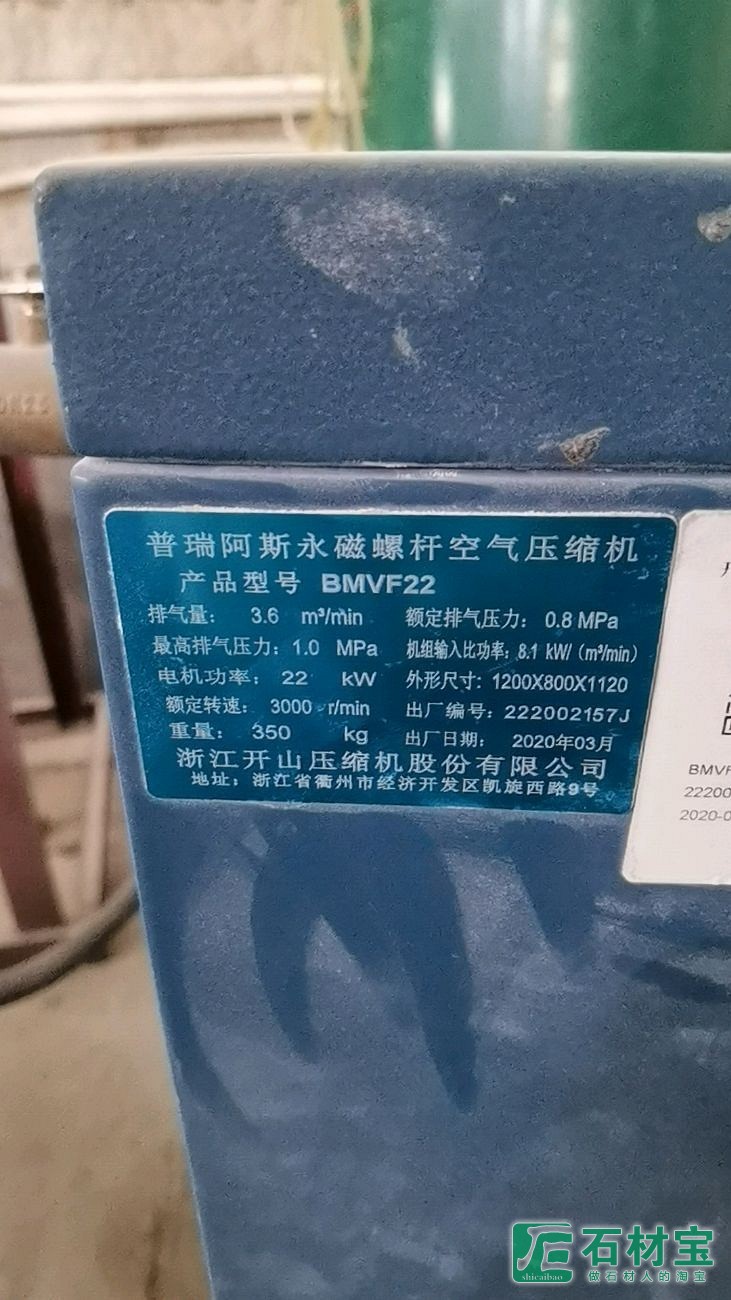 普瑞阿斯永磁螺杆空气压缩机
产品型号 BMVF22
排气量: 3.6 m³/min 额定排气压力: 0.8 MPa
最高排气压力: 1.0 MPa 机组输入比功率: 8.1 kW/(m³/min)
电机功率: 22 kW 外形尺寸: 1200X800X1120
额定转速: 3000 r/min 出厂编号: 222002157J
重量: 350 kg 出厂日期: 2020年03月
浙江开山压缩机股份有限公司
地址: 浙江省衢州市经济开发区凯旋西路9号
BMVF
22200
2020-0
石材宝
shicaibao 做石材人的淘宝